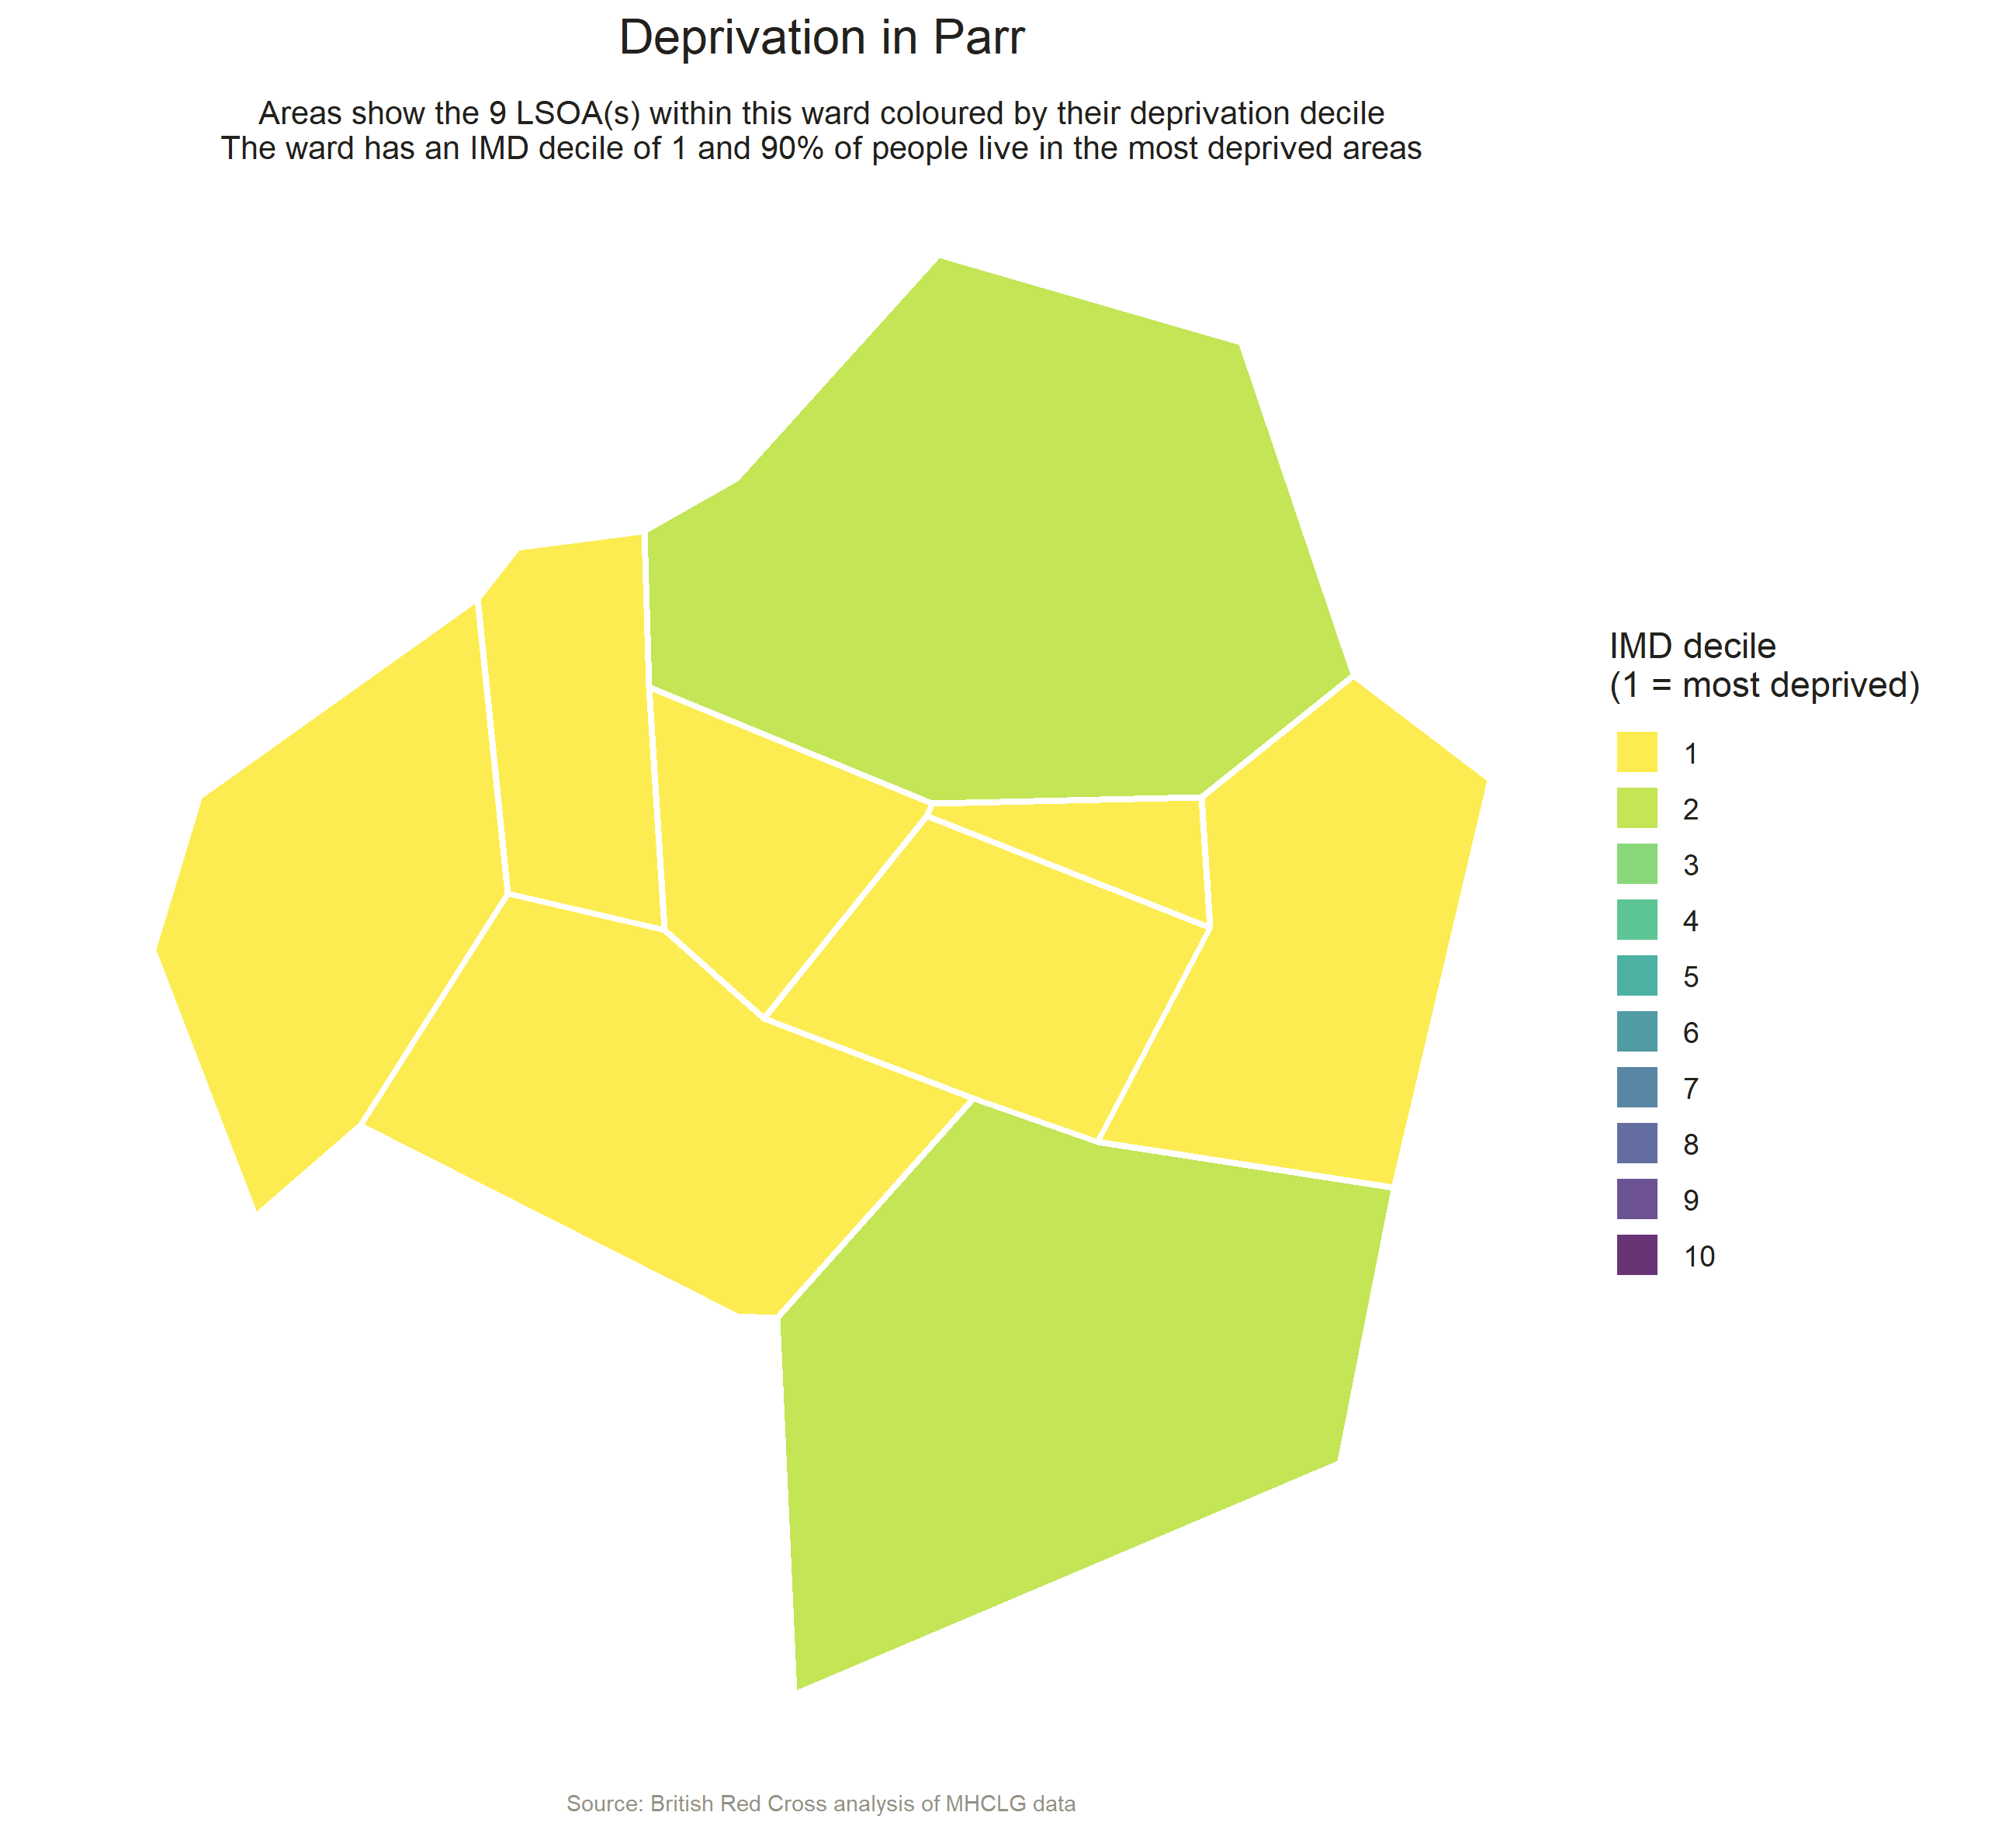 Deprivation in Parr
Areas show the 9 LSOA(s) within this ward coloured by their deprivation decile
The ward has an IMD decile of 1 and 90% of people live in the most deprived areas
IMD decile
(1 = most deprived)
1
2
3
4
5
6
7
8
9
10
Source: British Red Cross analysis of MHCLG data